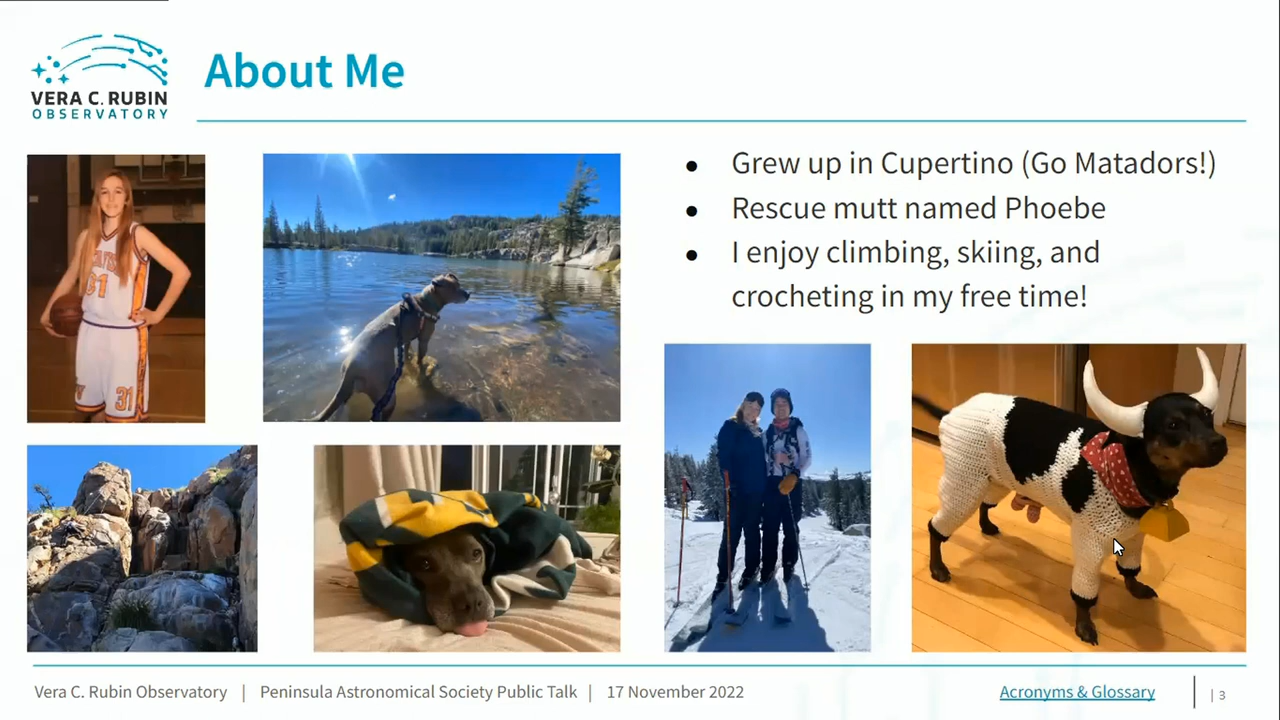 VERA C. RUBIN
OBSERVATORY
About Me
● Grew up in Cupertino (Go Matadors!)
● Rescue mutt named Phoebe
● I enjoy climbing, skiing, and
crocheting in my free time!
31
31
Vera C. Rubin Observatory | Peninsula Astronomical Society Public Talk | 17 November 2022
Acronyms & Glossary
| 3